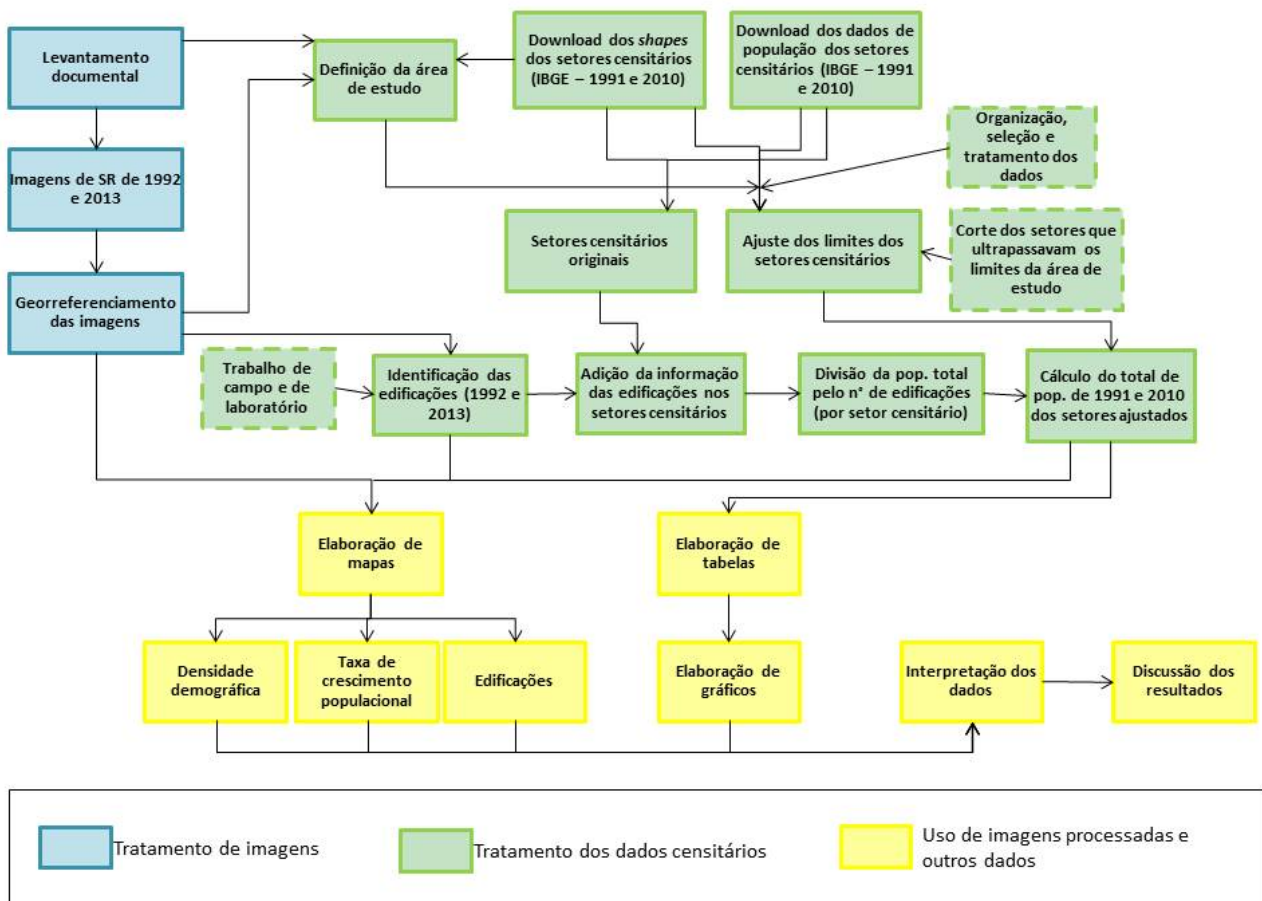 Levantamento
documental
Definição da área
de estudo
Download dos shapes
dos setores censitários
(IBGE – 1991 e 2010)
Download dos dados de
população dos setores
censitários (IBGE – 1991
e 2010)
Organização,
seleção e
tratamento dos
dados
Imagens de SR de 1992
e 2013
Setores censitários
originais
Ajuste dos limites dos
setores censitários
Corte dos setores que
ultrapassavam os
limites da área de
estudo
Georreferenciamento
das imagens
Trabalho de
campo e de
laboratório
Identificação das
edificações (1992 e
2013)
Adição da informação
das edificações nos
setores censitários
Divisão da pop. total
pelo n° de edificações
(por setor censitário)
Cálculo do total de
pop. de 1991 e 2010
dos setores ajustados
Elaboração de
mapas
Elaboração de
tabelas
Densidade
demográfica
Taxa de
crescimento
populacional
Edificações
Elaboração de
gráficos
Interpretação dos
dados
Discussão dos
resultados
Tratamento de imagens
Tratamento dos dados censitários
Uso de imagens processadas e
outros dados